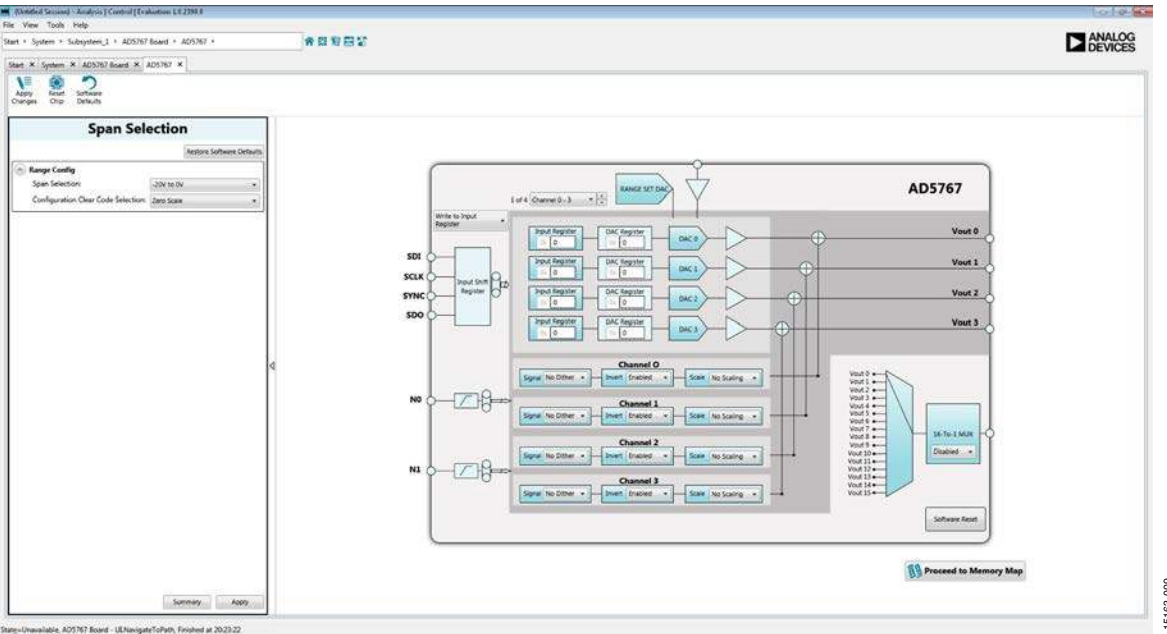 (Untitled Session) - Analysis | Control | Evaluation 1.0.2398.0
File View Tools Help
Start System Subsystem_1 AD5767 Board AD5767
ANALOG DEVICES
Start System AD5767 Board AD5767
Apply Changes
Reset Chip
Software Defaults
Span Selection
Restore Software Defaults
Range Config
Span Selection: -20V to 0V
Configuration Clear Code Selection: Zero Scale
Summary Apply
AD5767
1 of 4 Channel 0 - 3
RANGE SET DAC
Write to Input Register
SDI
SCLK
SYNC
SDO
Input Shift Register
Input Register 0x 0 DAC Register 0x 0 DAC 0 Vout 0
Input Register 0x 0 DAC Register 0x 0 DAC 1 Vout 1
Input Register 0x 0 DAC Register 0x 0 DAC 2 Vout 2
Input Register 0x 0 DAC Register 0x 0 DAC 3 Vout 3
N0
N1
Channel 0
Signal No Dither Invert Enabled Scale No Scaling
Channel 1
Signal No Dither Invert Enabled Scale No Scaling
Channel 2
Signal No Dither Invert Enabled Scale No Scaling
Channel 3
Signal No Dither Invert Enabled Scale No Scaling
Vout 0
Vout 1
Vout 2
Vout 3
Vout 4
Vout 5
Vout 6
Vout 7
Vout 8
Vout 9
Vout 10
Vout 11
Vout 12
Vout 13
Vout 14
Vout 15
16-To-1 MUX
Disabled
Software Reset
Proceed to Memory Map
State=Unavailable, AD5767 Board - ULNavigateToPath, Finished at 20:23:22